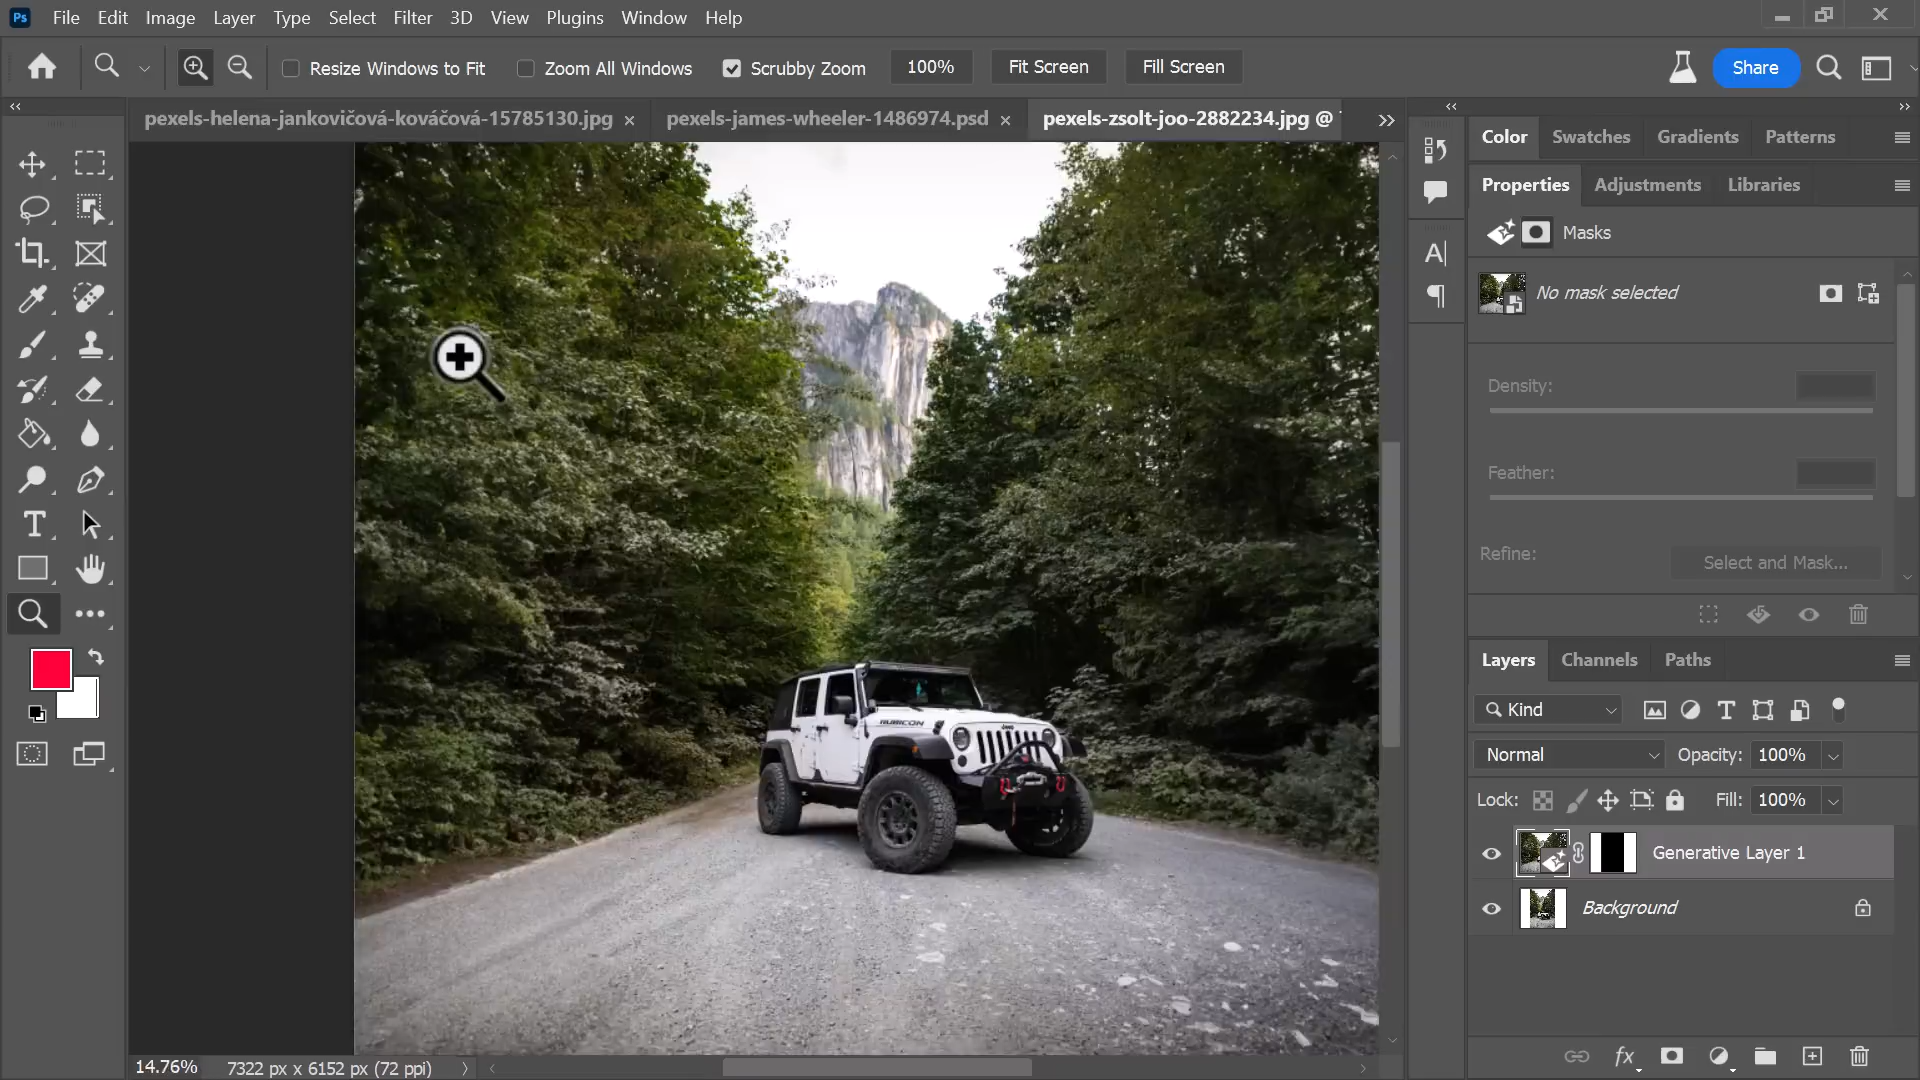 Ps File Edit Image Layer Type Select Filter 3D View Plugins Window Help
Resize Windows to Fit Zoom All Windows Scrubby Zoom 100% Fit Screen Fill Screen Share
pexels-helena-jankovičová-kováčová-15785130.jpg × pexels-james-wheeler-1486974.psd × pexels-zsolt-joo-2882234.jpg @
Color Swatches Gradients Patterns
Properties Adjustments Libraries
Masks
No mask selected
Density:
Feather:
Refine: Select and Mask...
RUBICON
Jeep
Layers Channels Paths
Kind
Normal Opacity: 100%
Lock: Fill: 100%
Generative Layer 1
Background
fx
14.76% 7322 px x 6152 px (72 ppi)